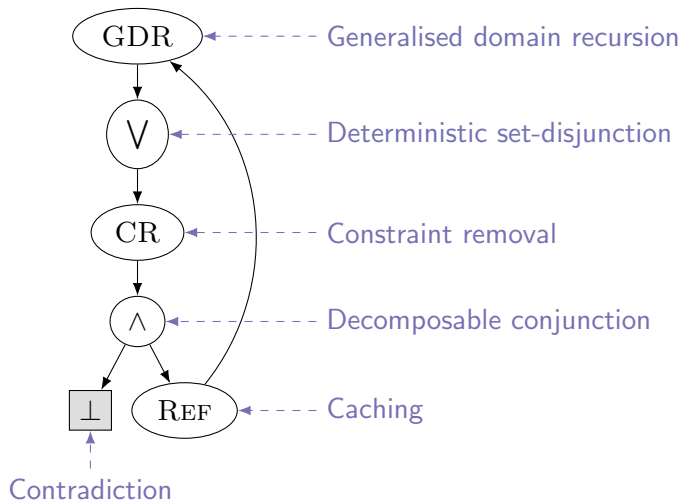 GDR Generalised domain recursion
⋁ Deterministic set-disjunction
CR Constraint removal
∧ Decomposable conjunction
⊥ REF Caching
Contradiction